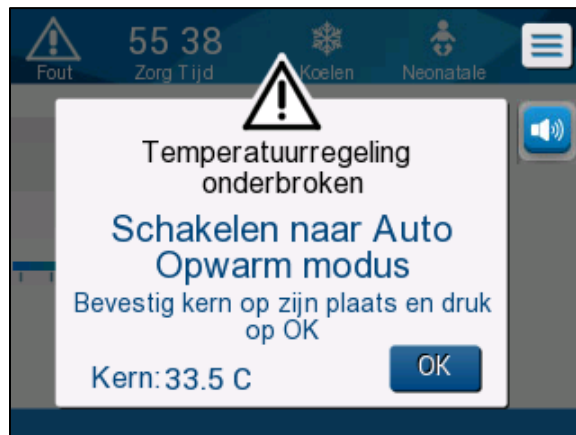 55 38
Fout
Zorg Tijd
Koelen
Neonatale
Temperatuurregeling
onderbroken
Schakelen naar Auto
Opwarm modus
Bevestig kern op zijn plaats en druk
op OK
Kern: 33.5 C
OK